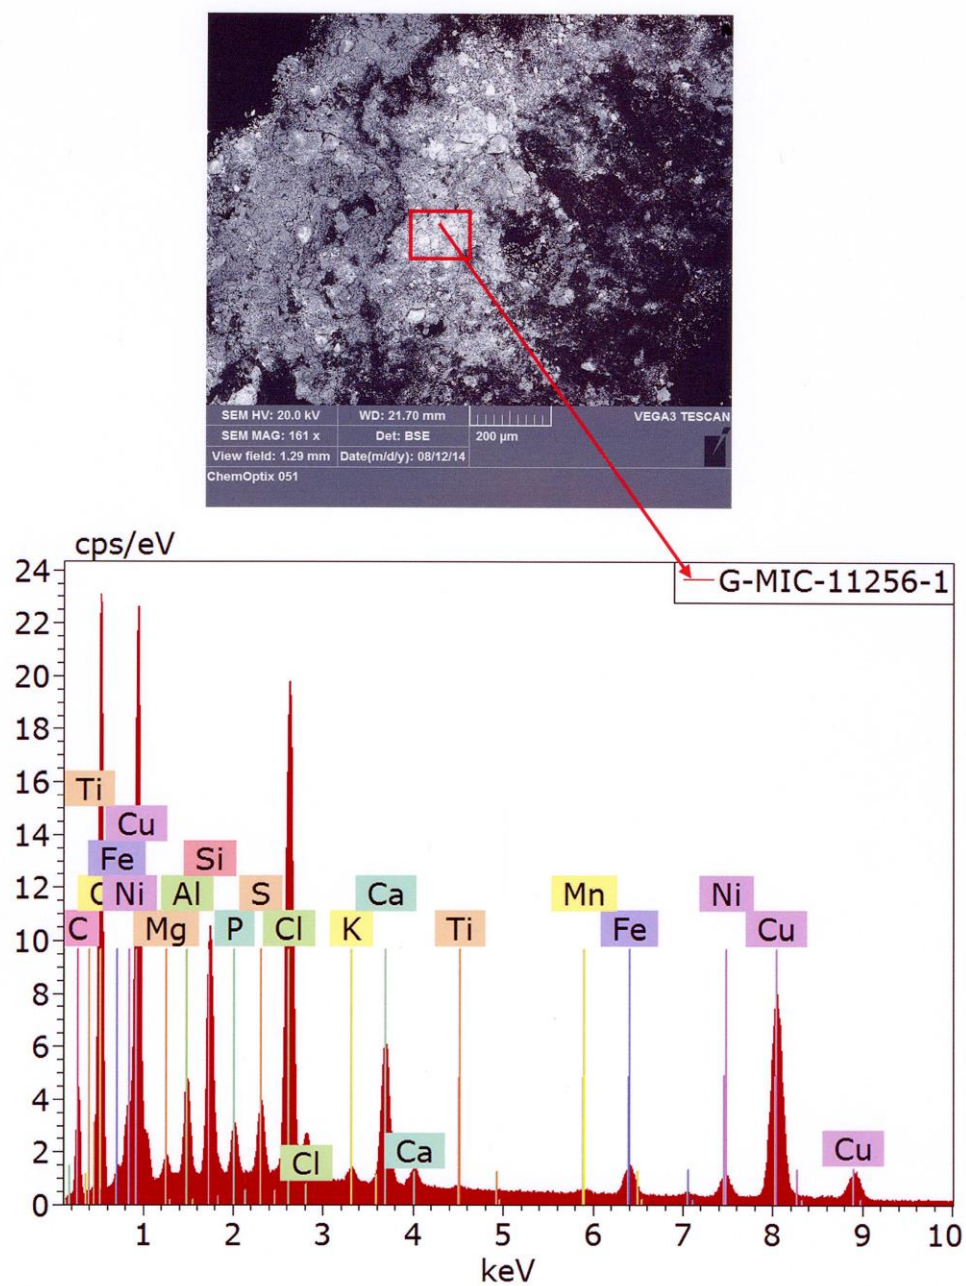 SEM HV: 20.0 kV WD: 21.70 mm VEGA3 TESCAN
SEM MAG: 161 x Det: BSE 200 µm
View field: 1.29 mm Date(m/d/y): 08/12/14
ChemOptix 051
cps/eV
G-MIC-11256-1
24
22
20
18
16
14
12
10
8
6
4
2
0
Ti
Cu
Fe Si
Ni Al S Ca Mn Ni
C Mg P Cl K Ti Fe Cu
Cl Ca Cu
1 2 3 4 5 6 7 8 9 10
keV